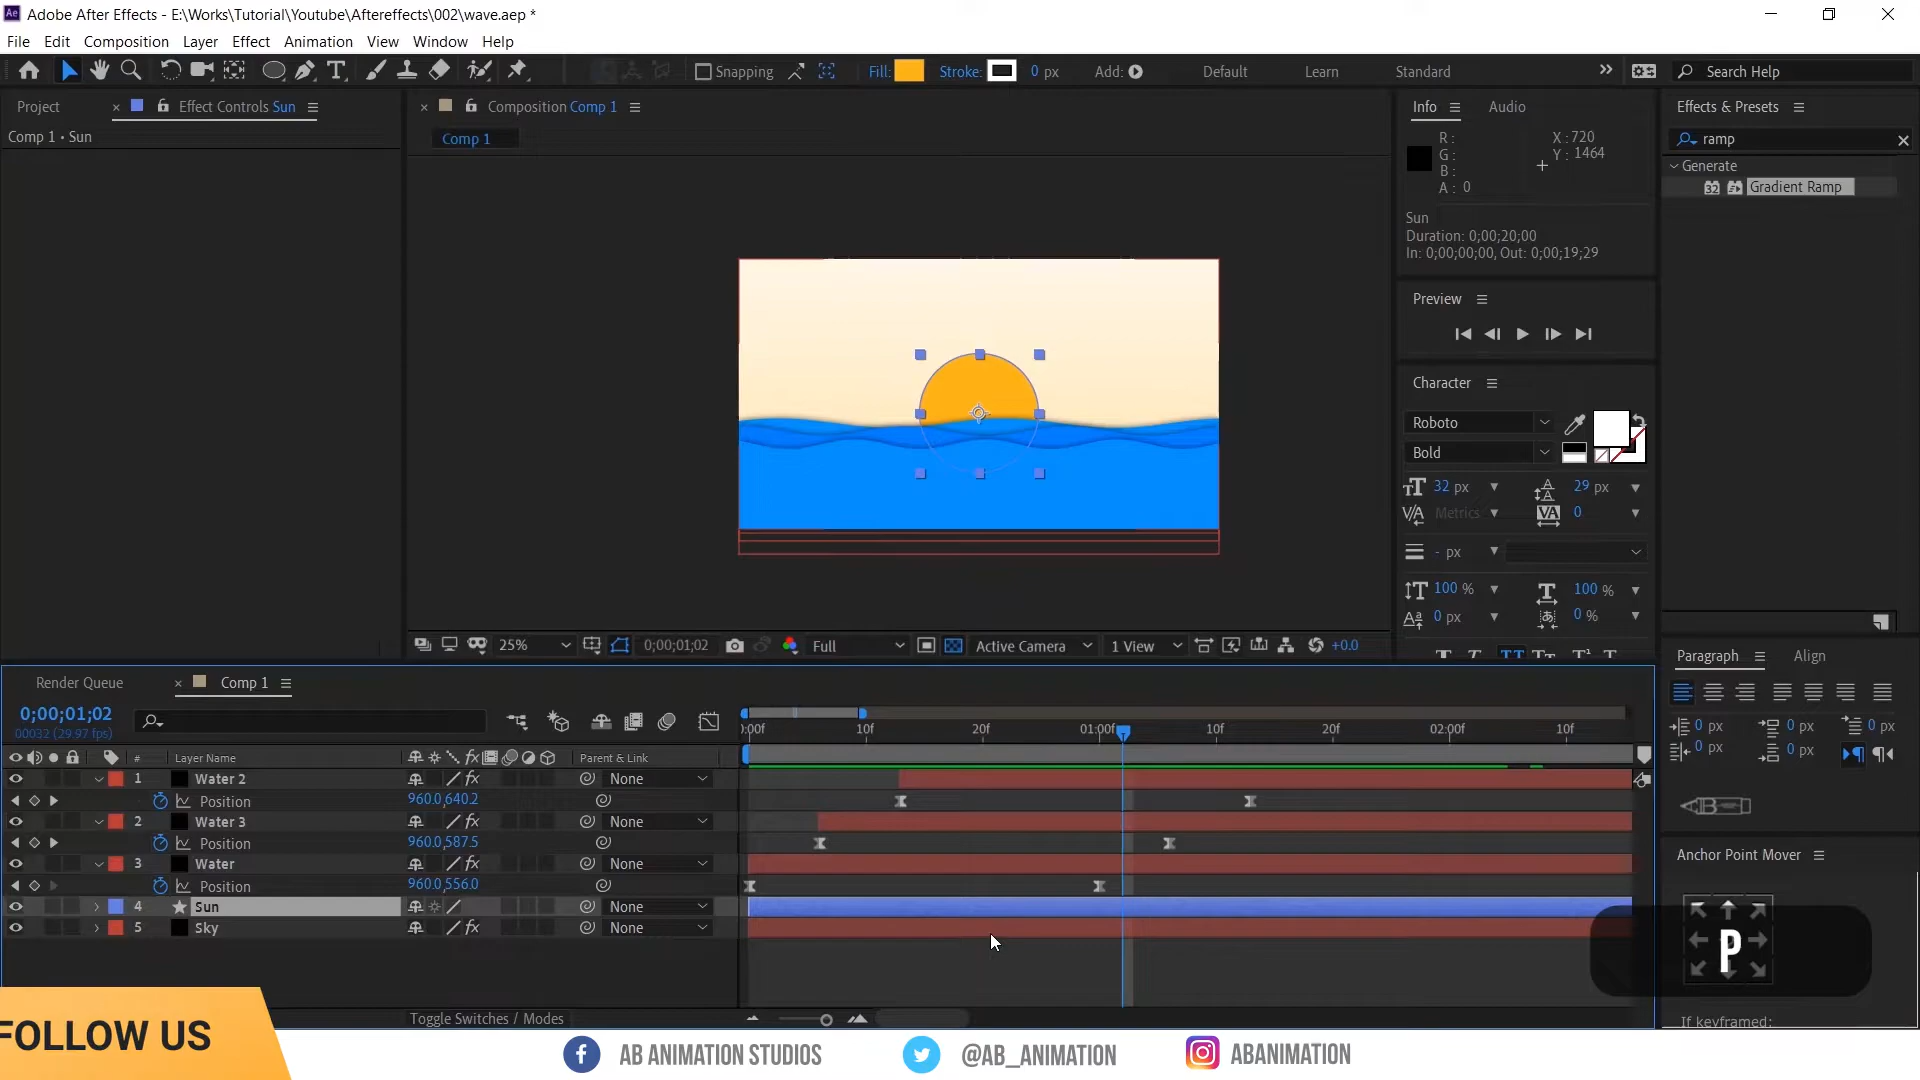 Adobe After Effects - E:\Works\Tutorial\Youtube\Aftereffects\002\wave.aep *
File Edit Composition Layer Effect Animation View Window Help
Snapping Fill: Stroke: 0 px Add: Default Learn Standard Search Help
Project Effect Controls Sun Composition Comp 1 Info Audio Effects & Presets
Comp 1 • Sun
Comp 1
R :
G :
B :
A : 0
X : 720
Y : 1464
ramp
Generate
Gradient Ramp
Sun
Duration: 0;00;20;00
In: 0;00;00;00, Out: 0;00;19;29
Preview
Character
Roboto
Bold
32 px 29 px
Metrics 0
- px
100 % 100 %
0 px 0 %
25% 0;00;01;02 Full Active Camera 1 View +0.0
Paragraph Align
0 px 0 px 0 px
0 px 0 px
Render Queue Comp 1
0;00;01;02
00032 (29.97 fps)
):00f 10f 20f 01:00f 10f 20f 02:00f 10f
# Layer Name Parent & Link
1 Water 2 None
Position 960.0,640.2
2 Water 3 None
Position 960.0,587.5
3 Water None
Position 960.0,556.0
4 Sun None
5 Sky None
Anchor Point Mover
P
If keyframed:
Toggle Switches / Modes
FOLLOW US
AB ANIMATION STUDIOS @AB_ANIMATION ABANIMATION